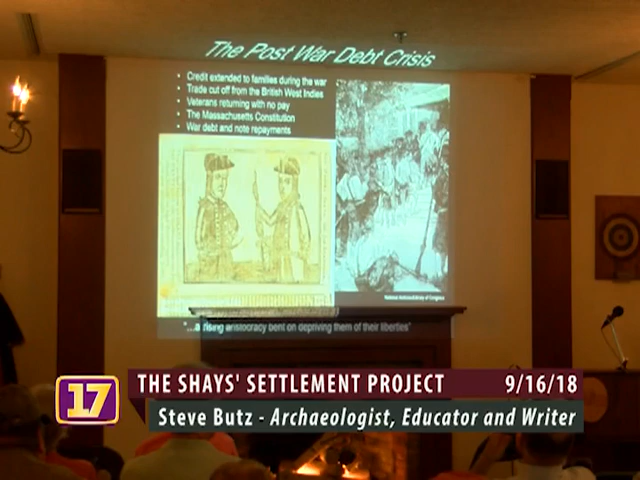 The Post War Debt Crisis
• Credit extended to families during the war
• Trade cut off from the British West Indies
• Veterans returning with no pay
• The Massachusetts Constitution
• War debt and note repayments
"...a rising aristocracy bent on depriving them of their liberties"
17
THE SHAYS' SETTLEMENT PROJECT 9/16/18
Steve Butz - Archaeologist, Educator and Writer